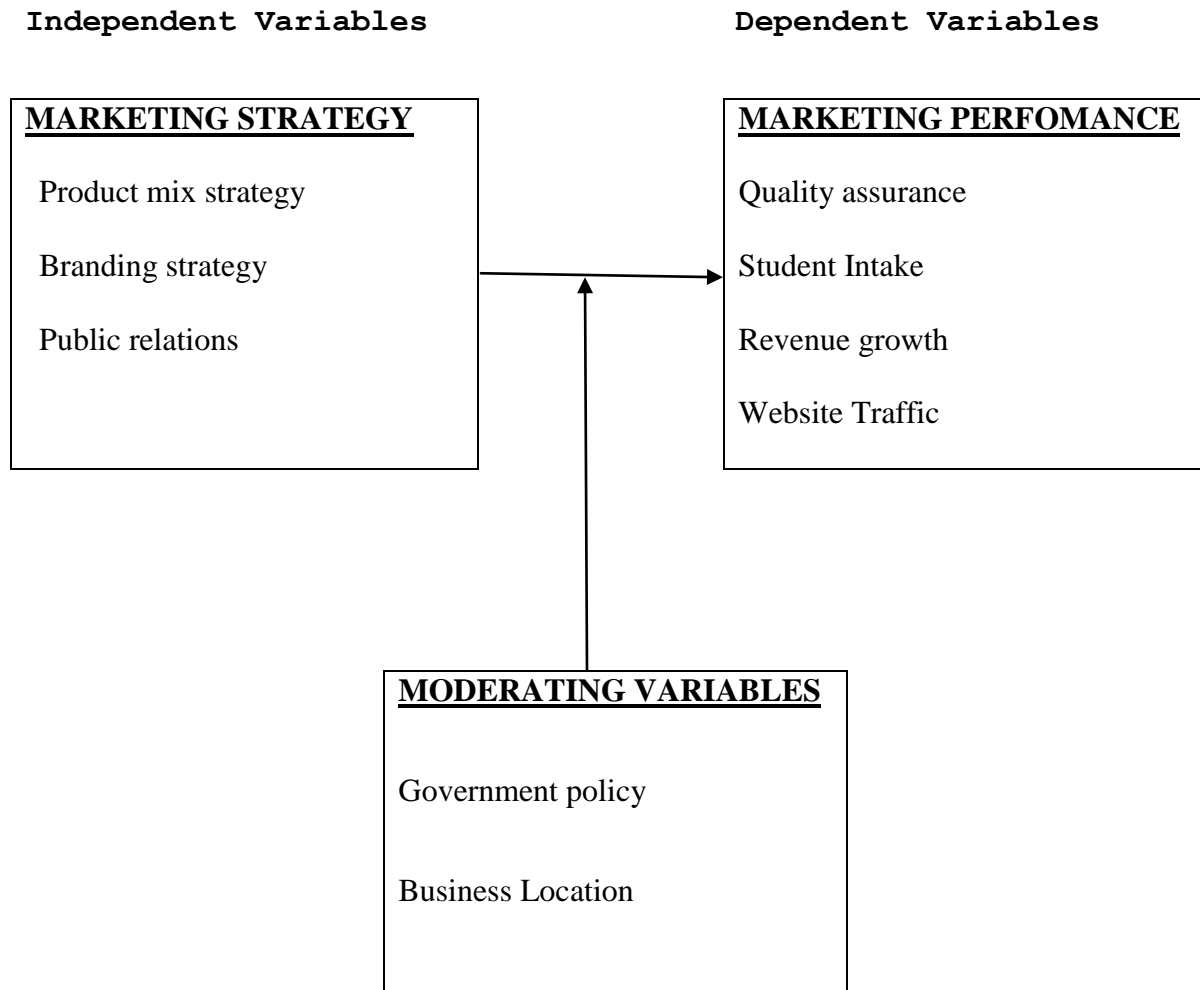 Independent Variables
Dependent Variables
MARKETING STRATEGY
Product mix strategy
Branding strategy
Public relations
MARKETING PERFOMANCE
Quality assurance
Student Intake
Revenue growth
Website Traffic
MODERATING VARIABLES
Government policy
Business Location